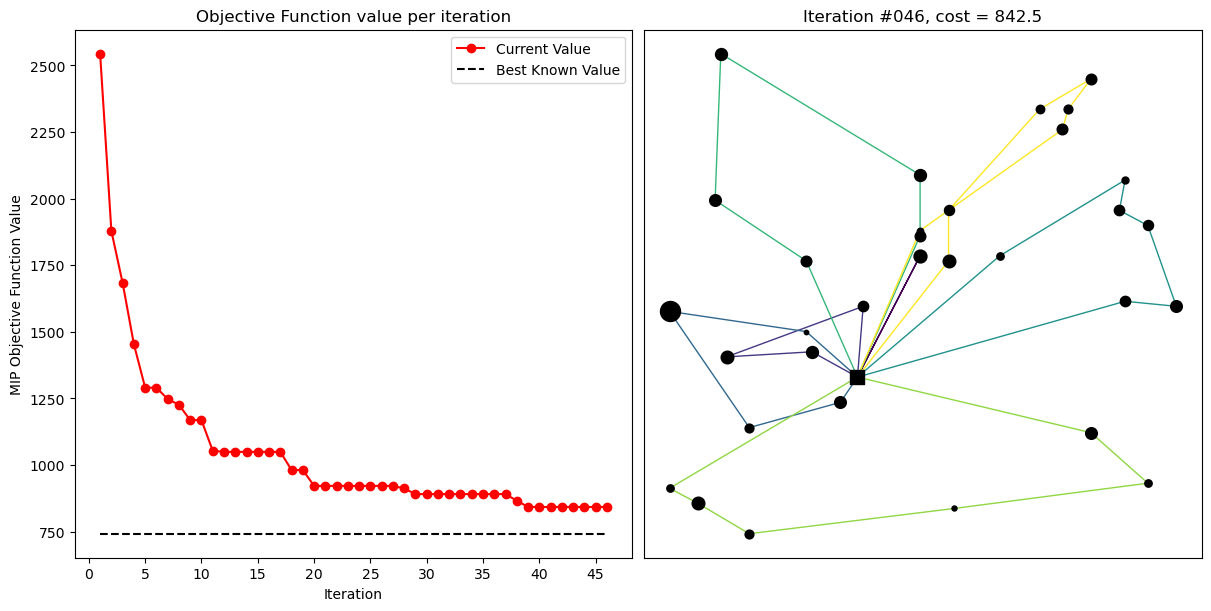 Objective Function value per iteration
Current Value
Best Known Value
MIP Objective Function Value
2500
2250
2000
1750
1500
1250
1000
750
0 5 10 15 20 25 30 35 40 45
Iteration
Iteration #046, cost = 842.5